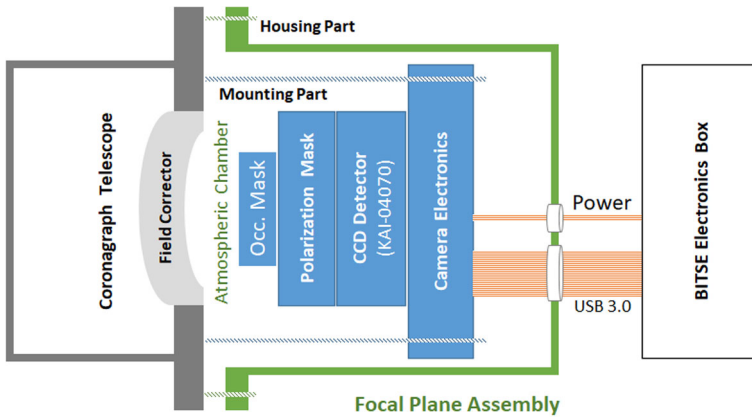 Housing Part
Mounting Part
Coronagraph Telescope
Field Corrector
Atmospheric Chamber
Occ. Mask
Polarization Mask
CCD Detector
(KAI-04070)
Camera Electronics
Power
USB 3.0
BITSE Electronics Box
Focal Plane Assembly